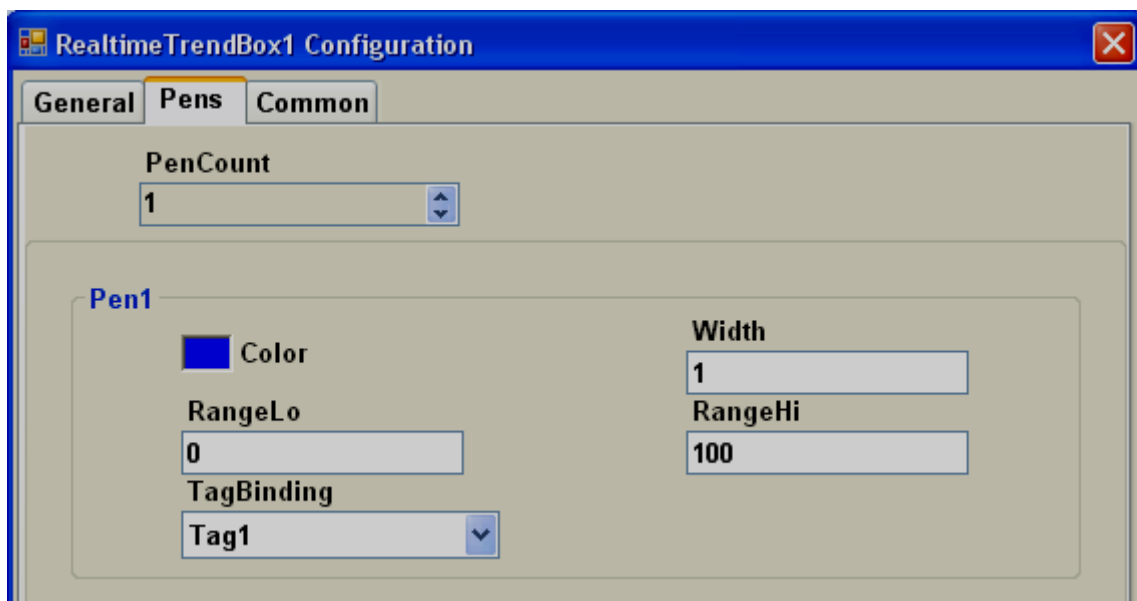 RealtimeTrendBox1 Configuration
General Pens Common
PenCount
1
Pen1
Color
Width
1
RangeLo RangeHi
0 100
TagBinding
Tag1